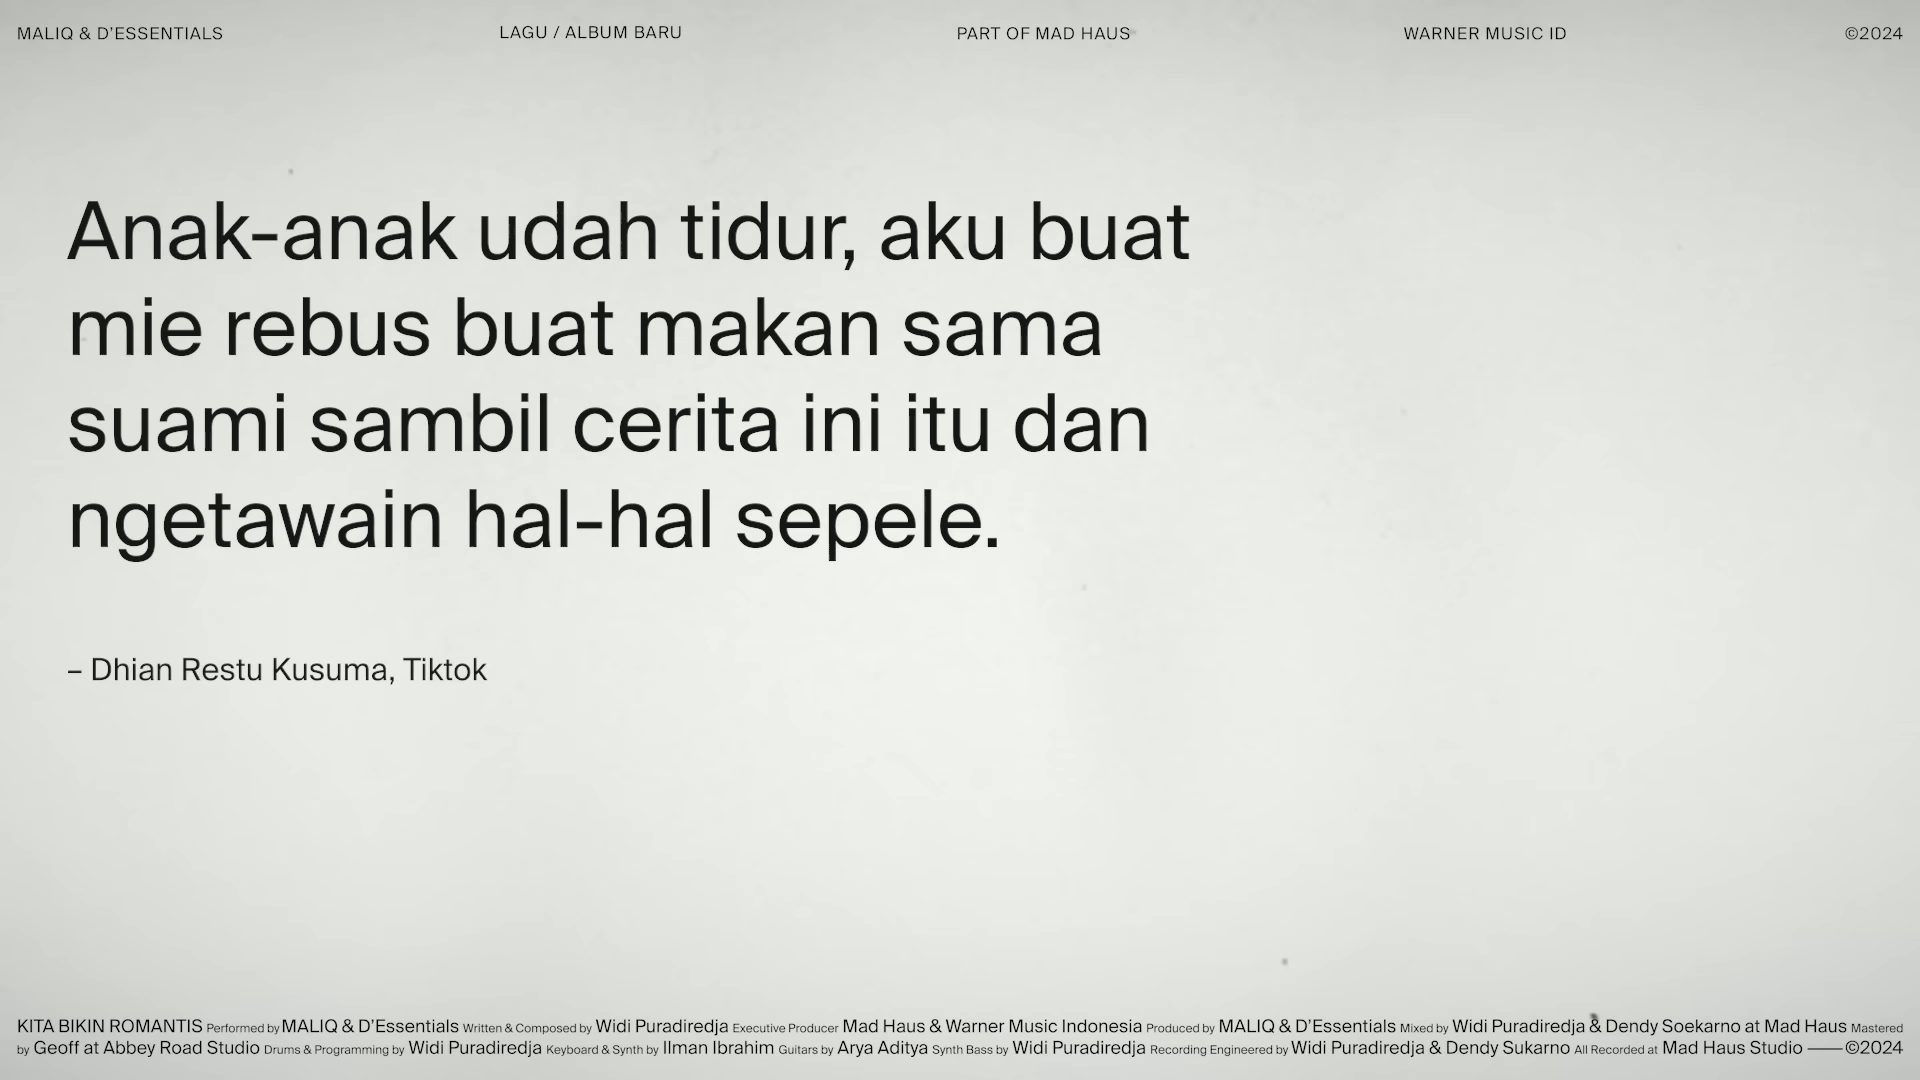 MALIQ & D'ESSENTIALS LAGU / ALBUM BARU PART OF MAD HAUS WARNER MUSIC ID ©2024
Anak-anak udah tidur, aku buat
mie rebus buat makan sama
suami sambil cerita ini itu dan
ngetawain hal-hal sepele.
– Dhian Restu Kusuma, Tiktok
KITA BIKIN ROMANTIS Performed by MALIQ & D'Essentials Written & Composed by Widi Puradiredja Executive Producer Mad Haus & Warner Music Indonesia Produced by MALIQ & D'Essentials Mixed by Widi Puradiredja & Dendy Soekarno at Mad Haus Mastered
by Geoff at Abbey Road Studio Drums & Programming by Widi Puradiredja Keyboard & Synth by Ilman Ibrahim Guitars by Arya Aditya Synth Bass by Widi Puradiredja Recording Engineered by Widi Puradiredja & Dendy Sukarno All Recorded at Mad Haus Studio ——©2024